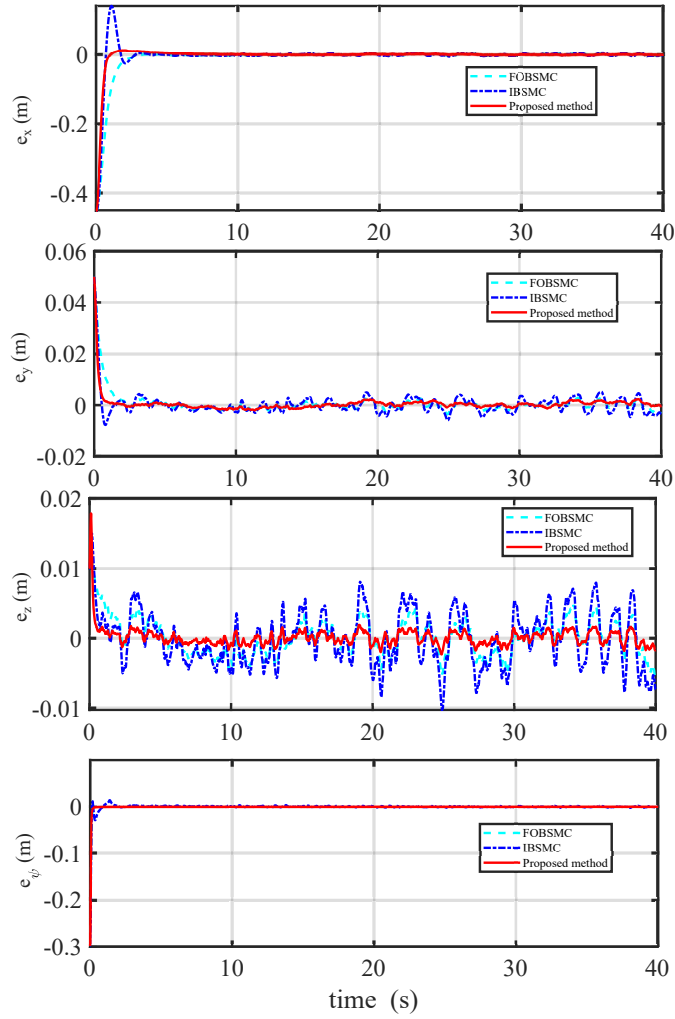 0
-0.2
-0.4
e_x (m)
FOBSMC
IBSMC
Proposed method
0 10 20 30 40
0.06
0.04
0.02
0
-0.02
e_y (m)
FOBSMC
IBSMC
Proposed method
0 10 20 30 40
0.02
0.01
0
-0.01
e_z (m)
FOBSMC
IBSMC
Proposed method
0 10 20 30 40
0
-0.1
-0.2
-0.3
e_ψ (m)
FOBSMC
IBSMC
Proposed method
0 10 20 30 40
time (s)